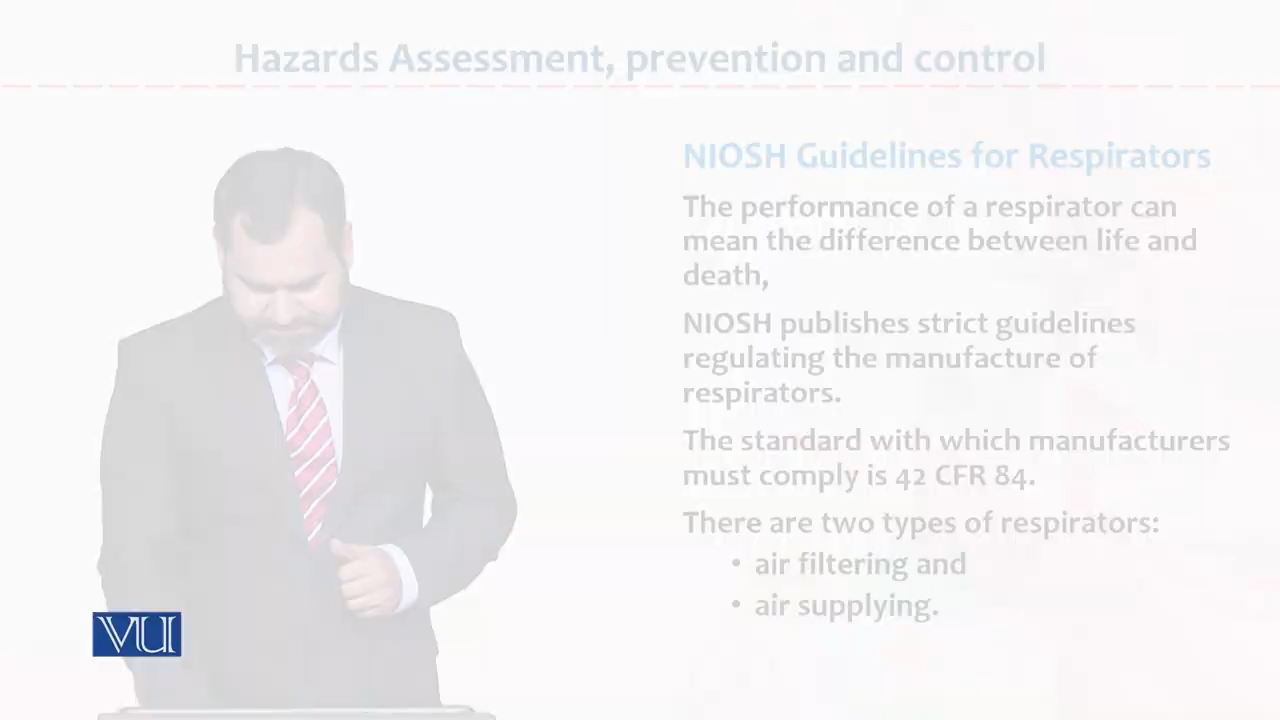 Hazards Assessment, prevention and control
NIOSH Guidelines for Respirators
The performance of a respirator can
mean the difference between life and
death,
NIOSH publishes strict guidelines
regulating the manufacture of
respirators.
The standard with which manufacturers
must comply is 42 CFR 84.
There are two types of respirators:
• air filtering and
• air supplying.
VU